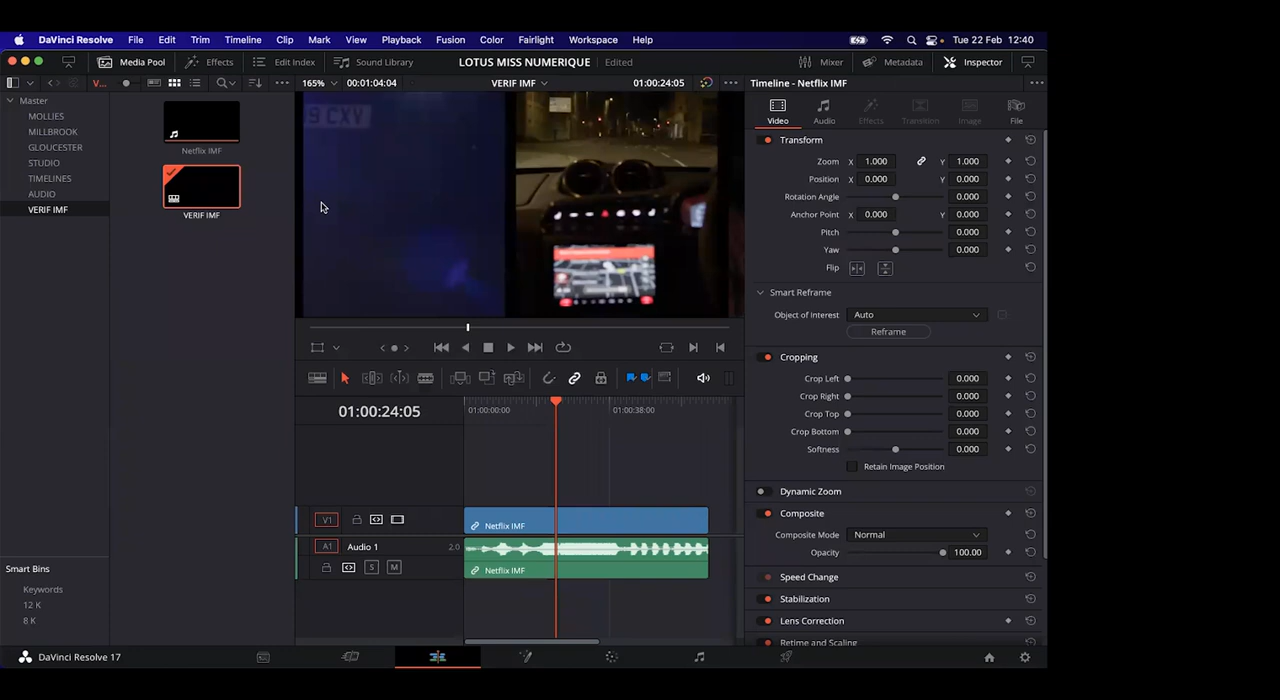 DaVinci Resolve File Edit Trim Timeline Clip Mark View Playback Fusion Color Fairlight Workspace Help Tue 22 Feb 12:40
Media Pool Effects Edit Index Sound Library LOTUS MISS NUMERIQUE Edited Mixer Metadata Inspector
V... 165% 00:01:04:04 VERIF IMF 01:00:24:05 Timeline - Netflix IMF
Master
MOLLIES
MILLBROOK
GLOUCESTER
STUDIO
TIMELINES
AUDIO
VERIF IMF
Netflix IMF
VERIF IMF
9 CXV
Video Audio Effects Transition Image File
Transform
Zoom X 1.000 Y 1.000
Position X 0.000 Y 0.000
Rotation Angle 0.000
Anchor Point X 0.000 Y 0.000
Pitch 0.000
Yaw 0.000
Flip
Smart Reframe
Object of Interest Auto
Reframe
Cropping
Crop Left 0.000
Crop Right 0.000
Crop Top 0.000
Crop Bottom 0.000
Softness 0.000
Retain Image Position
Dynamic Zoom
Composite
Composite Mode Normal
Opacity 100.00
Speed Change
Stabilization
Lens Correction
Retime and Scaling
01:00:24:05 01:00:00:00 01:00:38:00
V1 Netflix IMF
A1 Audio 1 2.0
S M Netflix IMF
Smart Bins
Keywords
12 K
8 K
DaVinci Resolve 17